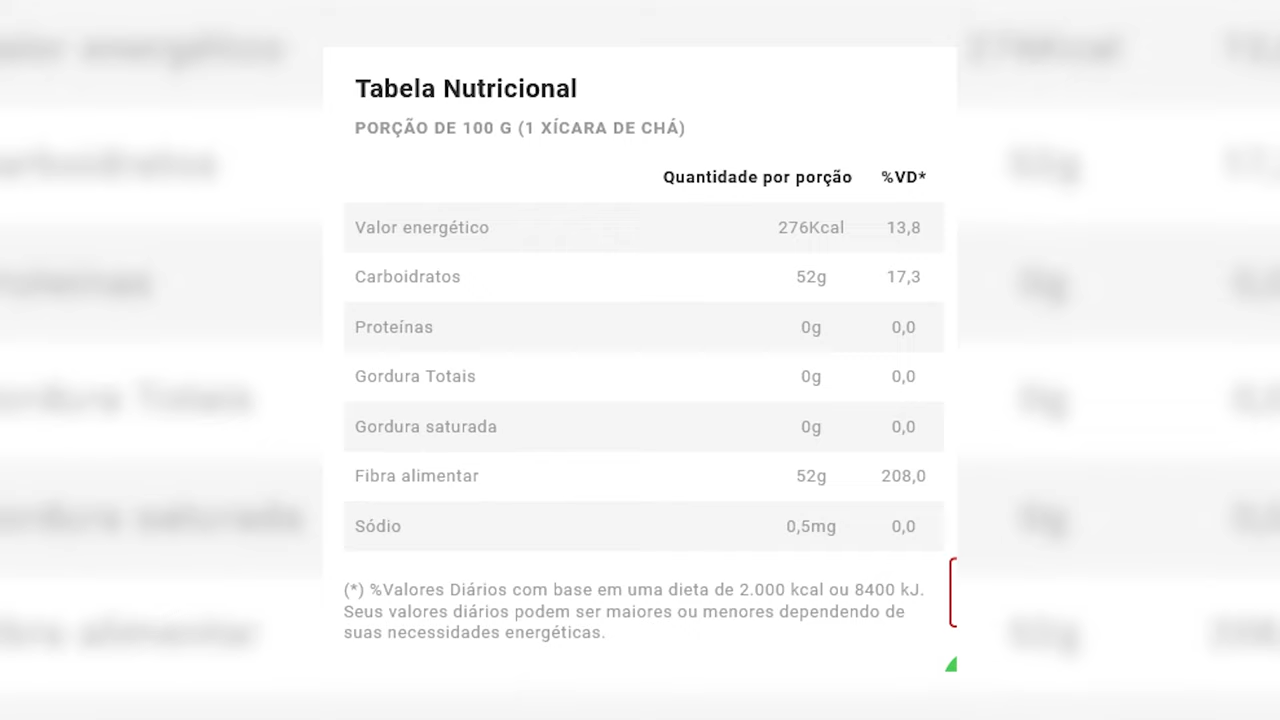 Tabela Nutricional
PORÇÃO DE 100 G (1 XÍCARA DE CHÁ)
Quantidade por porção %VD*
Valor energético 276Kcal 13,8
Carboidratos 52g 17,3
Proteínas 0g 0,0
Gordura Totais 0g 0,0
Gordura saturada 0g 0,0
Fibra alimentar 52g 208,0
Sódio 0,5mg 0,0
(*) %Valores Diários com base em uma dieta de 2.000 kcal ou 8400 kJ.
Seus valores diários podem ser maiores ou menores dependendo de
suas necessidades energéticas.